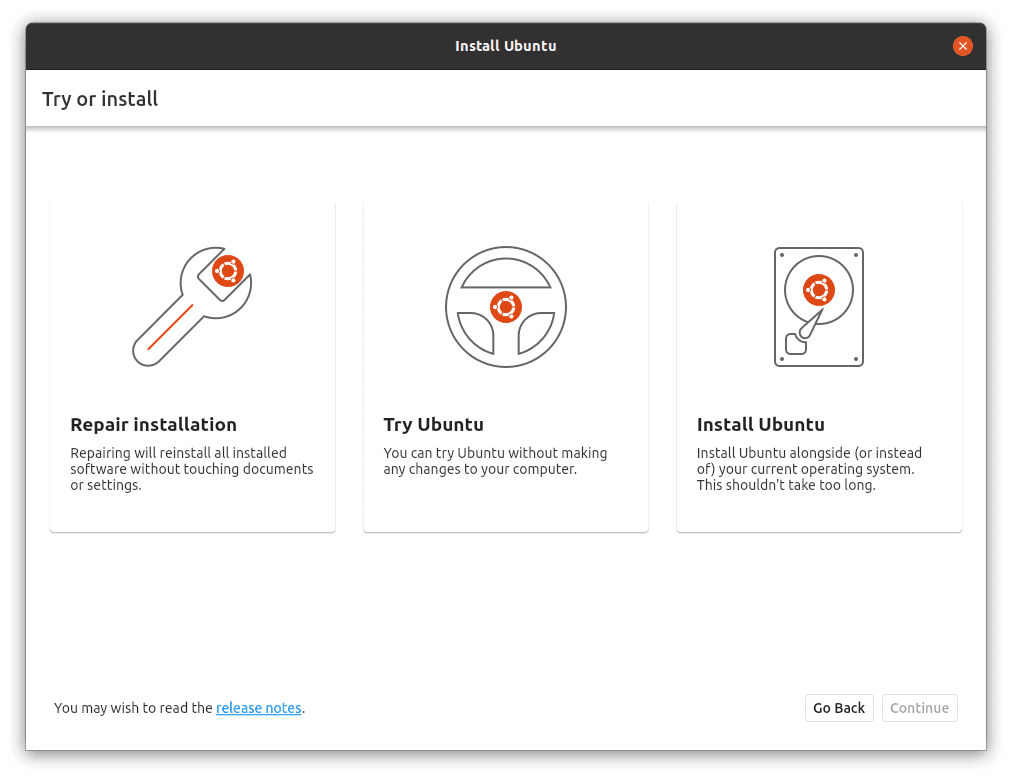 Install Ubuntu
Try or install
Repair installation
Repairing will reinstall all installed
software without touching documents
or settings.
Try Ubuntu
You can try Ubuntu without making
any changes to your computer.
Install Ubuntu
Install Ubuntu alongside (or instead
of) your current operating system.
This shouldn't take too long.
You may wish to read the release notes.
Go Back
Continue